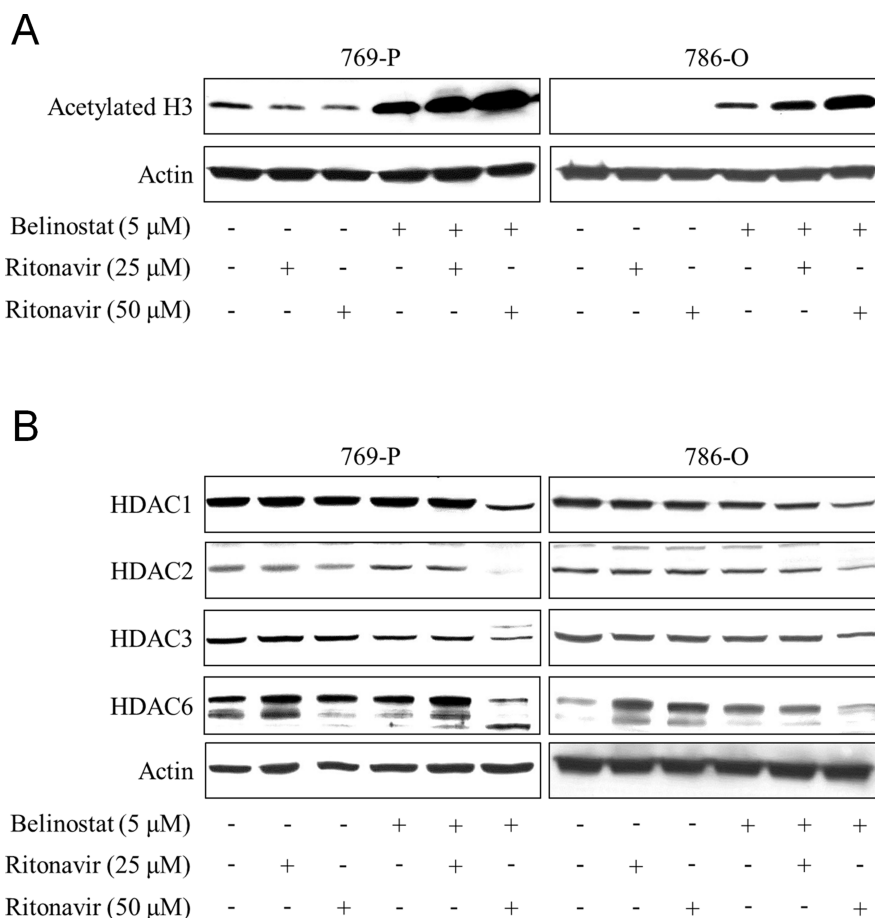 A
769-P 786-O
Acetylated H3
Actin
Belinostat (5 μM) - - - + + + - - - + + +
Ritonavir (25 μM) - + - - + - - + - - + -
Ritonavir (50 μM) - - + - - + - - + - - +
B
769-P 786-O
HDAC1
HDAC2
HDAC3
HDAC6
Actin
Belinostat (5 μM) - - - + + + - - - + + +
Ritonavir (25 μM) - + - - + - - + - - + -
Ritonavir (50 μM) - - + - - + - - + - - +